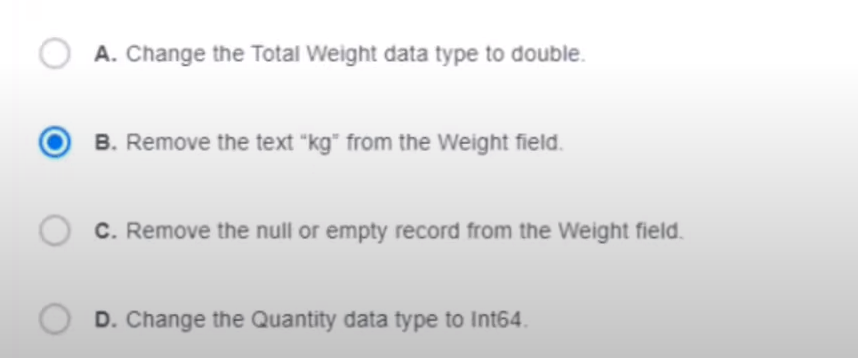 A. Change the Total Weight data type to double.
B. Remove the text “kg” from the Weight field.
C. Remove the null or empty record from the Weight field.
D. Change the Quantity data type to Int64.